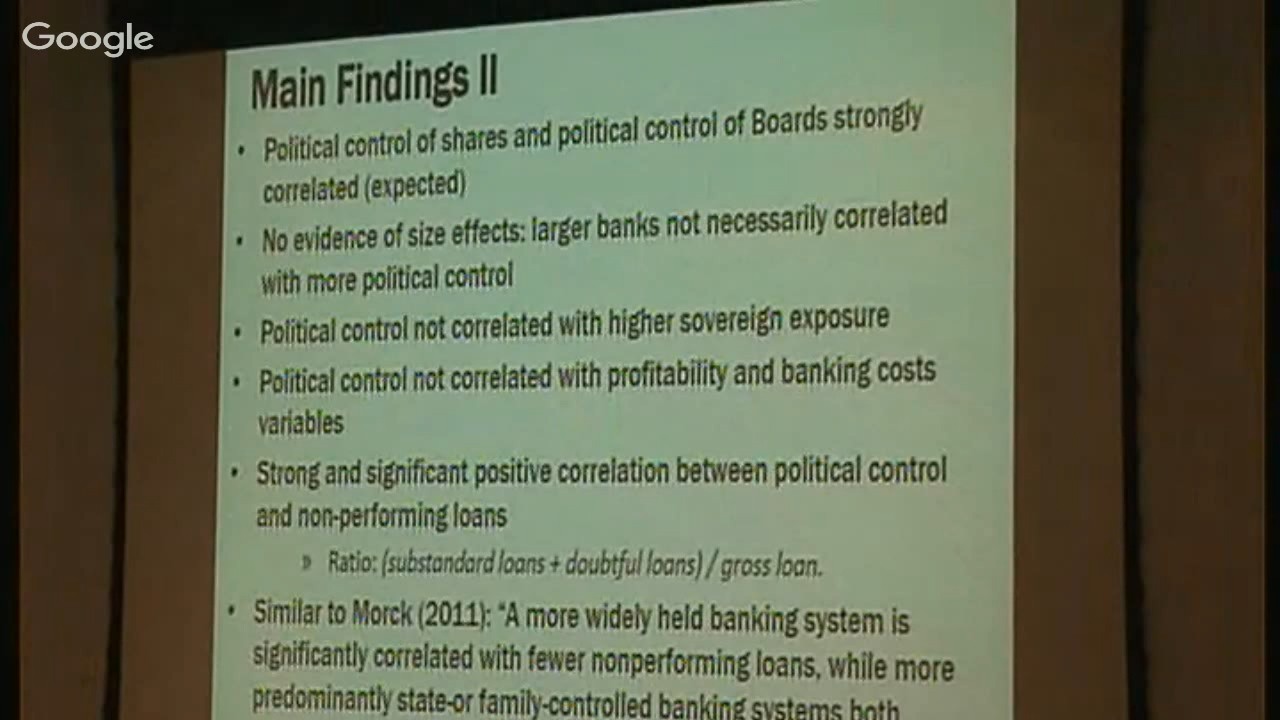 Google
Main Findings II
• Political control of shares and political control of Boards strongly
correlated (expected)
• No evidence of size effects: larger banks not necessarily correlated
with more political control
• Political control not correlated with higher sovereign exposure
• Political control not correlated with profitability and banking costs
variables
• Strong and significant positive correlation between political control
and non-performing loans
» Ratio: (substandard loans + doubtful loans) / gross loan.
• Similar to Morck (2011): “A more widely held banking system is
significantly correlated with fewer nonperforming loans, while more
predominantly state-or family-controlled banking systems both